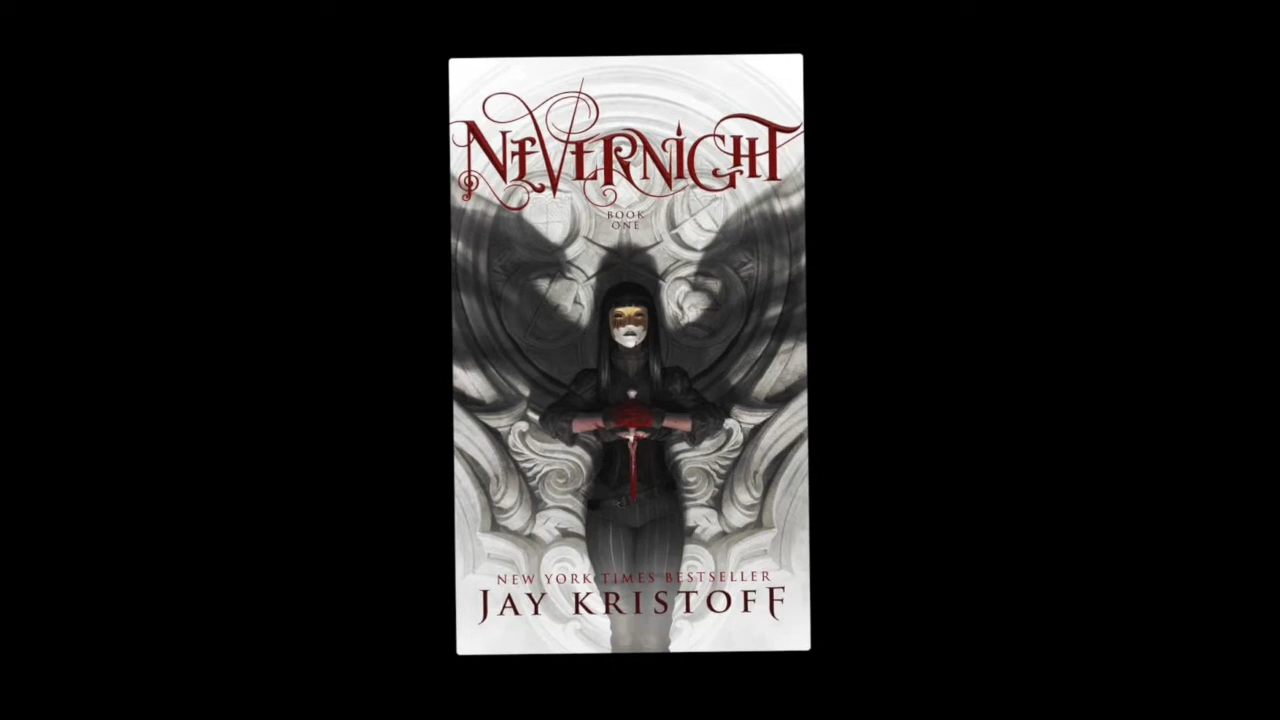 NEVERNIGHT
BOOK
ONE
NEW YORK TIMES BESTSELLER
JAY KRISTOFF